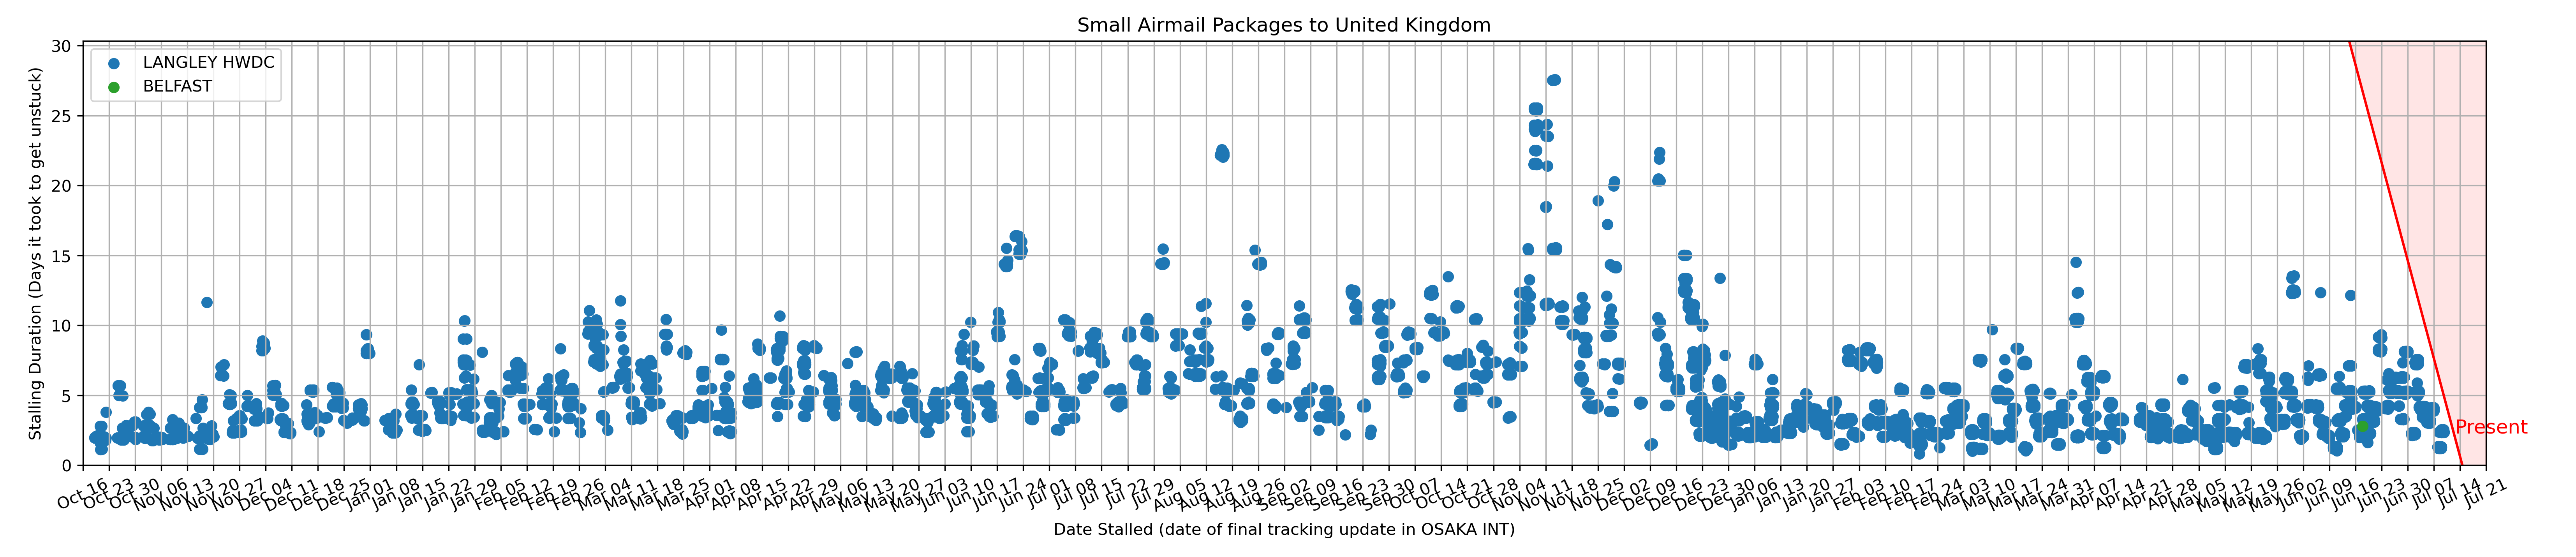 Small Airmail Packages to United Kingdom
30
25
20
15
10
5
0
Stalling Duration (Days it took to get unstuck)
LANGLEY HWDC
BELFAST
Present
Oct 16
Oct 23
Oct 30
Nov 06
Nov 13
Nov 20
Nov 27
Dec 04
Dec 11
Dec 18
Dec 25
Jan 01
Jan 08
Jan 15
Jan 22
Jan 29
Feb 05
Feb 12
Feb 19
Feb 26
Mar 04
Mar 11
Mar 18
Mar 25
Apr 01
Apr 08
Apr 15
Apr 22
Apr 29
May 06
May 13
May 20
May 27
Jun 03
Jun 10
Jun 17
Jun 24
Jul 01
Jul 08
Jul 15
Jul 22
Jul 29
Aug 05
Aug 12
Aug 19
Aug 26
Sep 02
Sep 09
Sep 16
Sep 23
Sep 30
Oct 07
Oct 14
Oct 21
Oct 28
Nov 04
Nov 11
Nov 18
Nov 25
Dec 02
Dec 09
Dec 16
Dec 23
Dec 30
Jan 06
Jan 13
Jan 20
Jan 27
Feb 03
Feb 10
Feb 17
Feb 24
Mar 03
Mar 10
Mar 17
Mar 24
Mar 31
Apr 07
Apr 14
Apr 21
Apr 28
May 05
May 12
May 19
May 26
Jun 02
Jun 09
Jun 16
Jun 23
Jun 30
Jul 07
Jul 14
Jul 21
Date Stalled (date of final tracking update in OSAKA INT)